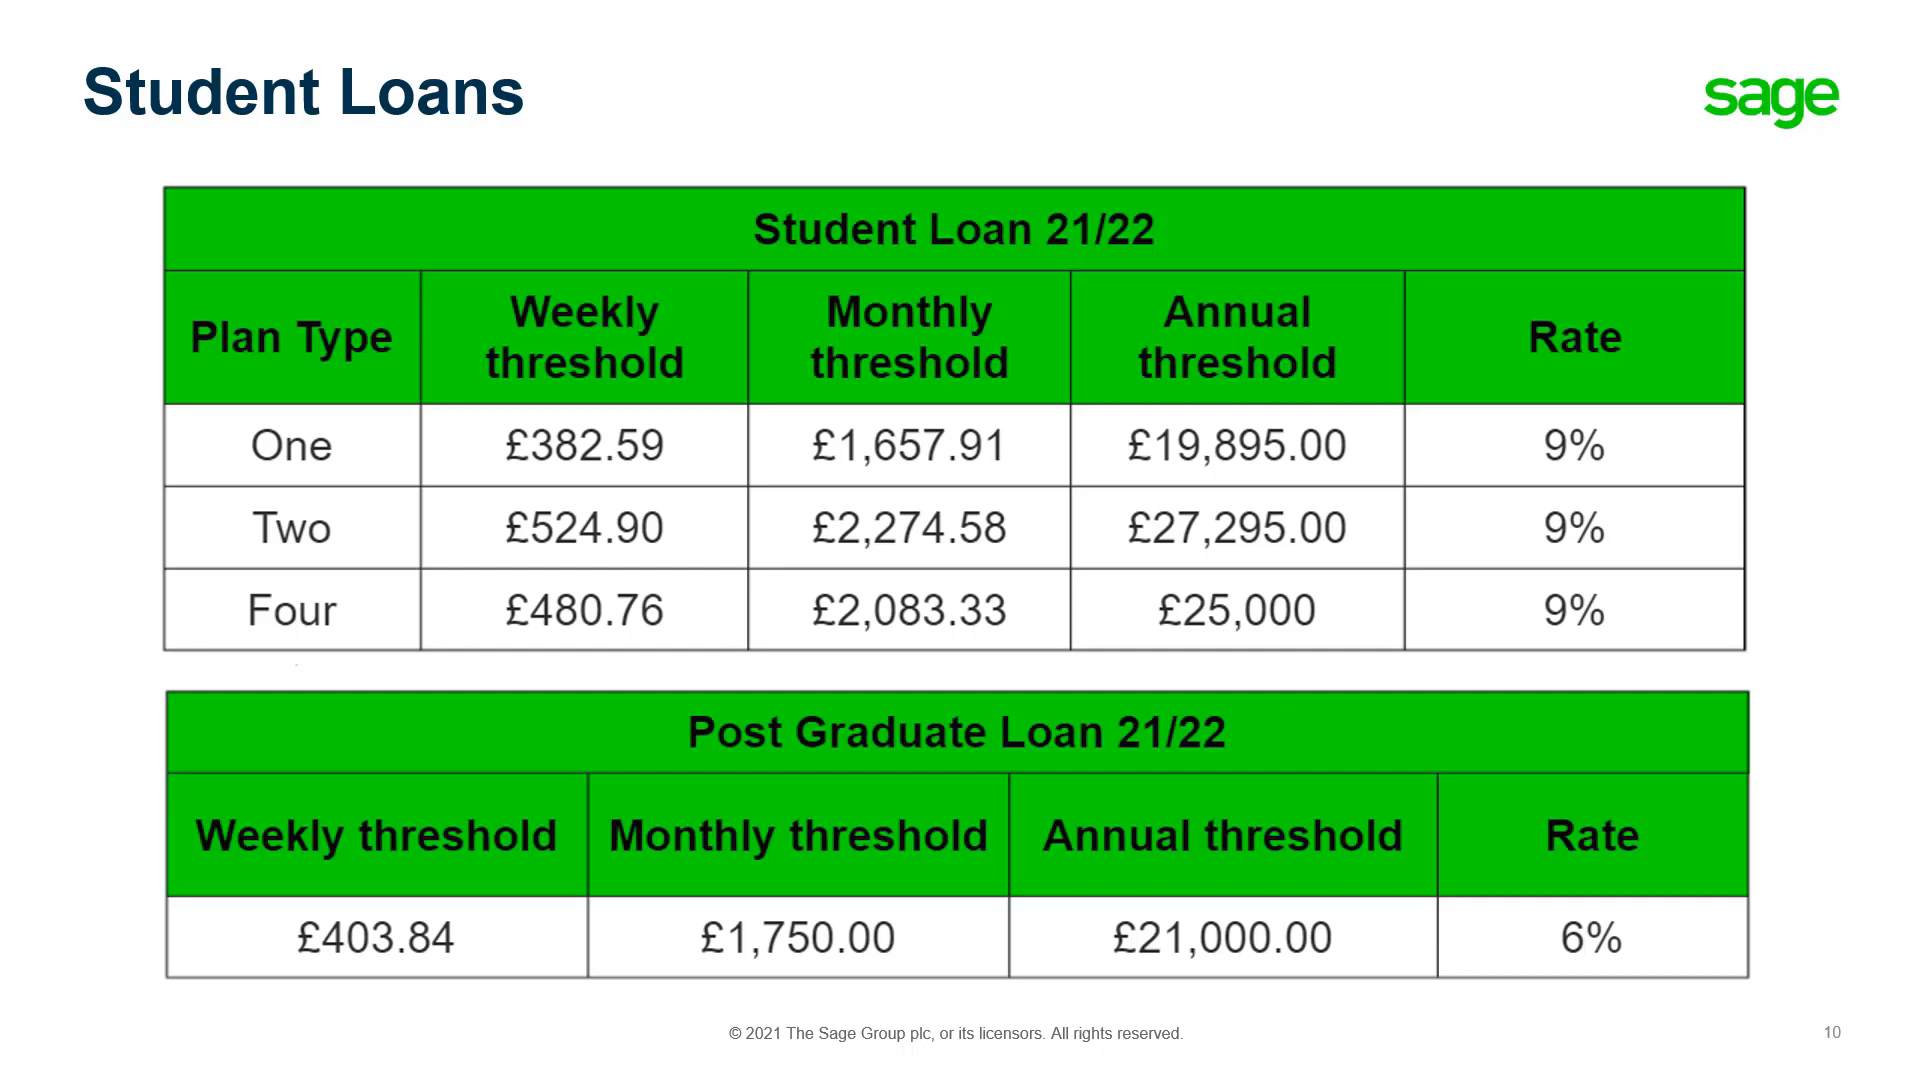 Student Loans
sage
Student Loan 21/22
Plan Type Weekly threshold Monthly threshold Annual threshold Rate
One £382.59 £1,657.91 £19,895.00 9%
Two £524.90 £2,274.58 £27,295.00 9%
Four £480.76 £2,083.33 £25,000 9%
Post Graduate Loan 21/22
Weekly threshold Monthly threshold Annual threshold Rate
£403.84 £1,750.00 £21,000.00 6%
© 2021 The Sage Group plc, or its licensors. All rights reserved.
10